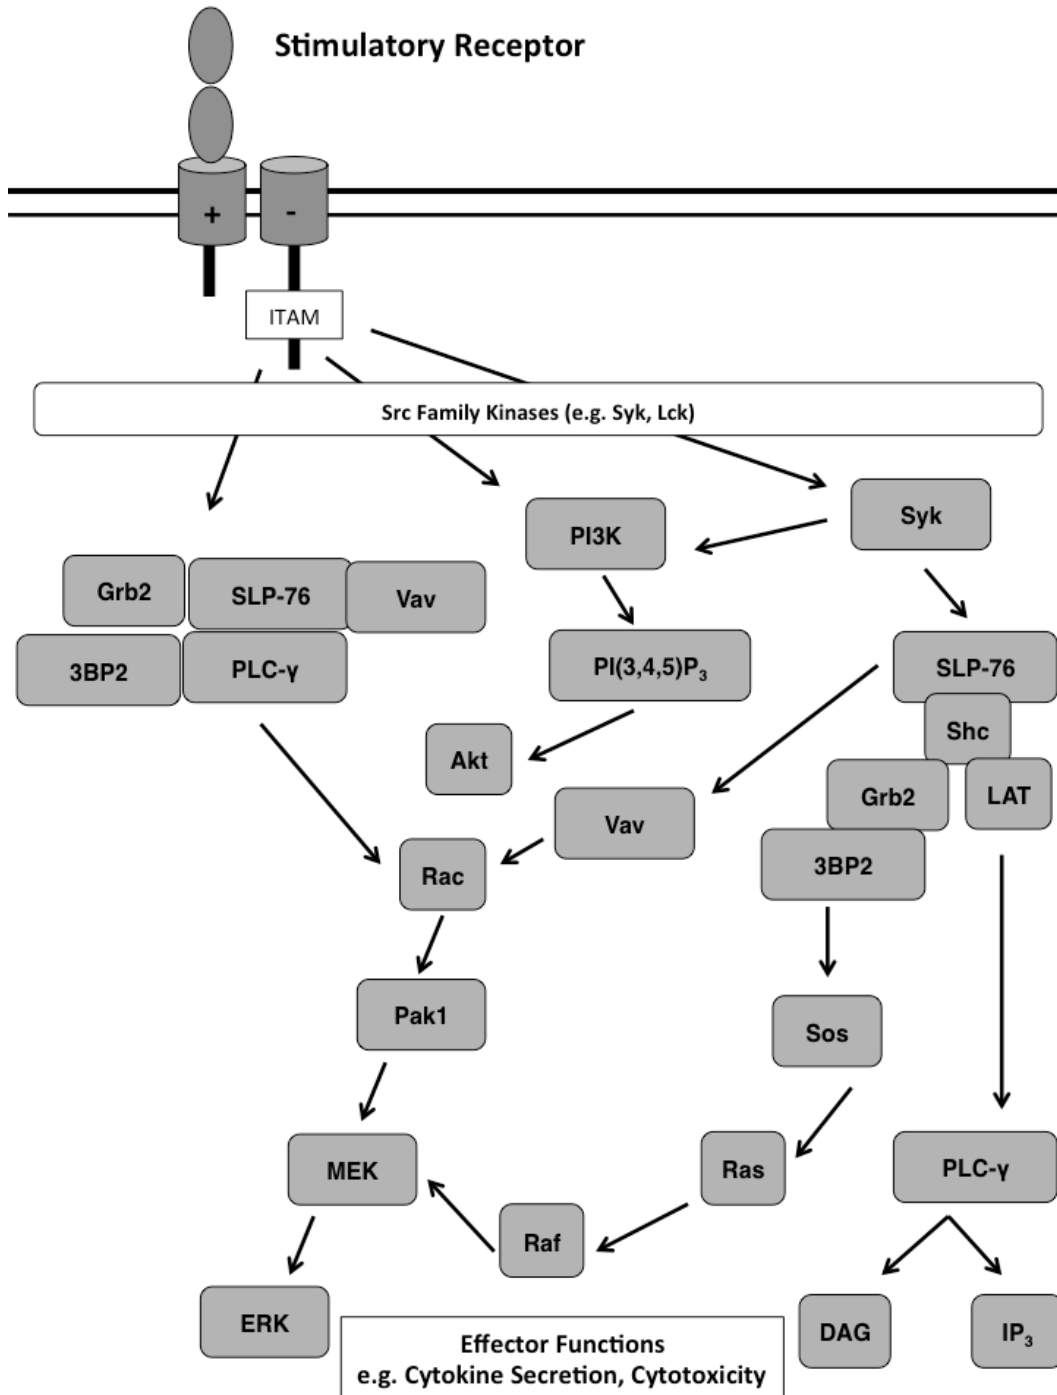 Stimulatory Receptor
+
-
ITAM
Src Family Kinases (e.g. Syk, Lck)
Syk
PI3K
Grb2
SLP-76
Vav
3BP2
PLC-γ
PI(3,4,5)P₃
SLP-76
Shc
Akt
Grb2
LAT
Vav
3BP2
Rac
Pak1
Sos
MEK
Ras
PLC-γ
Raf
ERK
DAG
IP₃
Effector Functions
e.g. Cytokine Secretion, Cytotoxicity